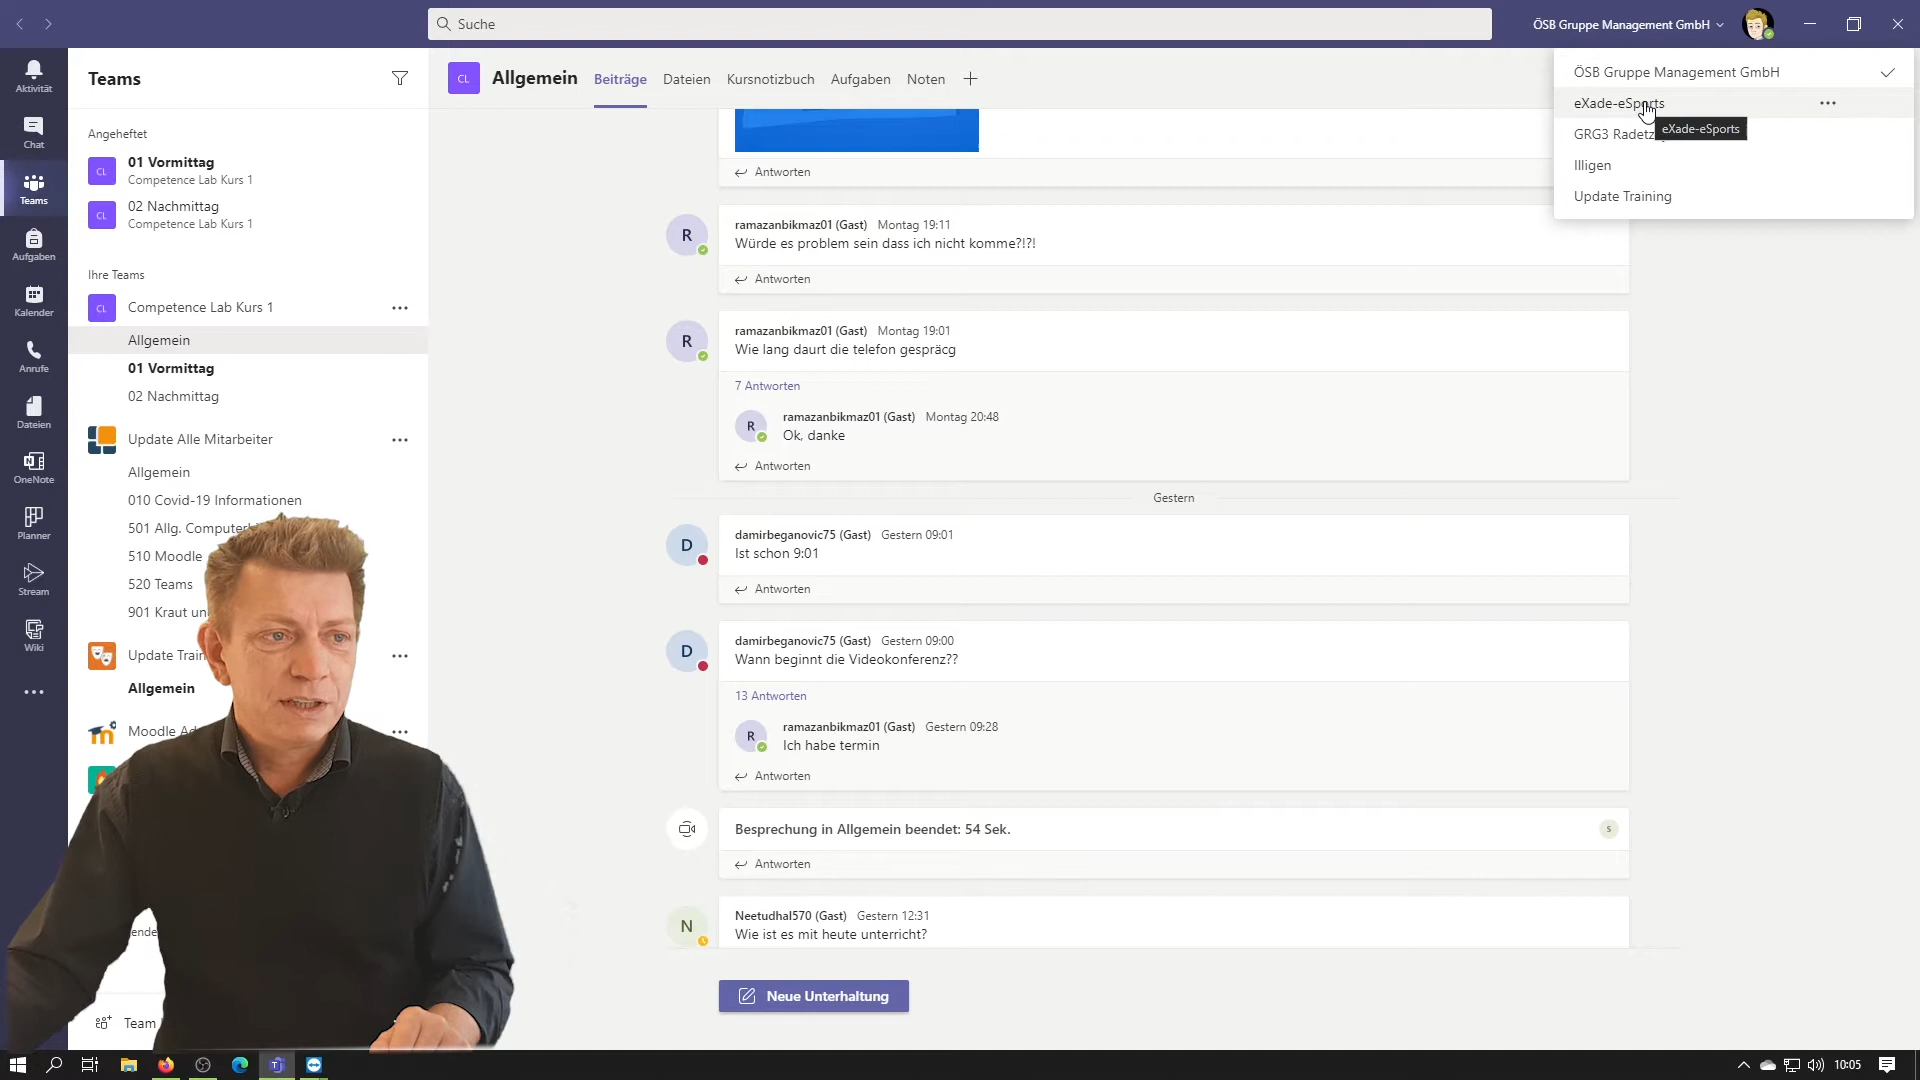 Suche
ÖSB Gruppe Management GmbH
Aktivität
Chat
Teams
Aufgaben
Kalender
Anrufe
Dateien
OneNote
Planner
Stream
Wiki
Teams
Angeheftet
CL
01 Vormittag
Competence Lab Kurs 1
CL
02 Nachmittag
Competence Lab Kurs 1
Ihre Teams
CL
Competence Lab Kurs 1
Allgemein
01 Vormittag
02 Nachmittag
Update Alle Mitarbeiter
Allgemein
010 Covid-19 Informationen
501 Allg.
510 Moodle
520 Teams
901 Kraut
Update
Allgemein
Moodle
Team
CL
Allgemein
Beiträge
Dateien
Kursnotizbuch
Aufgaben
Noten
ÖSB Gruppe Management GmbH
eXade-eSports
eXade-eSports
GRG3
Illigen
Update Training
Antworten
R
ramazanbikmaz01 (Gast) Montag 19:11
Würde es problem sein dass ich nicht komme?!?!
Antworten
R
ramazanbikmaz01 (Gast) Montag 19:01
Wie lang daurt die telefon gespräcg
7 Antworten
R
ramazanbikmaz01 (Gast) Montag 20:48
Ok, danke
Antworten
Gestern
D
damirbeganovic75 (Gast) Gestern 09:01
Ist schon 9:01
Antworten
D
damirbeganovic75 (Gast) Gestern 09:00
Wann beginnt die Videokonferenz??
13 Antworten
R
ramazanbikmaz01 (Gast) Gestern 09:28
Ich habe termin
Antworten
Besprechung in Allgemein beendet: 54 Sek.
S
Antworten
N
Neetudhal570 (Gast) Gestern 12:31
Wie ist es mit heute unterricht?
Neue Unterhaltung
10:05